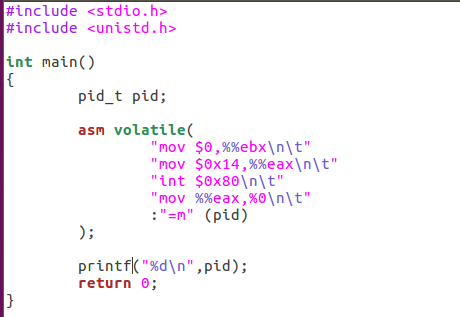 #include <stdio.h>
#include <unistd.h>
int main()
{
pid_t pid;
asm volatile(
"mov $0,%%ebx\n\t"
"mov $0x14,%%eax\n\t"
"int $0x80\n\t"
"mov %%eax,%0\n\t"
:"=m" (pid)
);
printf("%d\n",pid);
return 0;
}